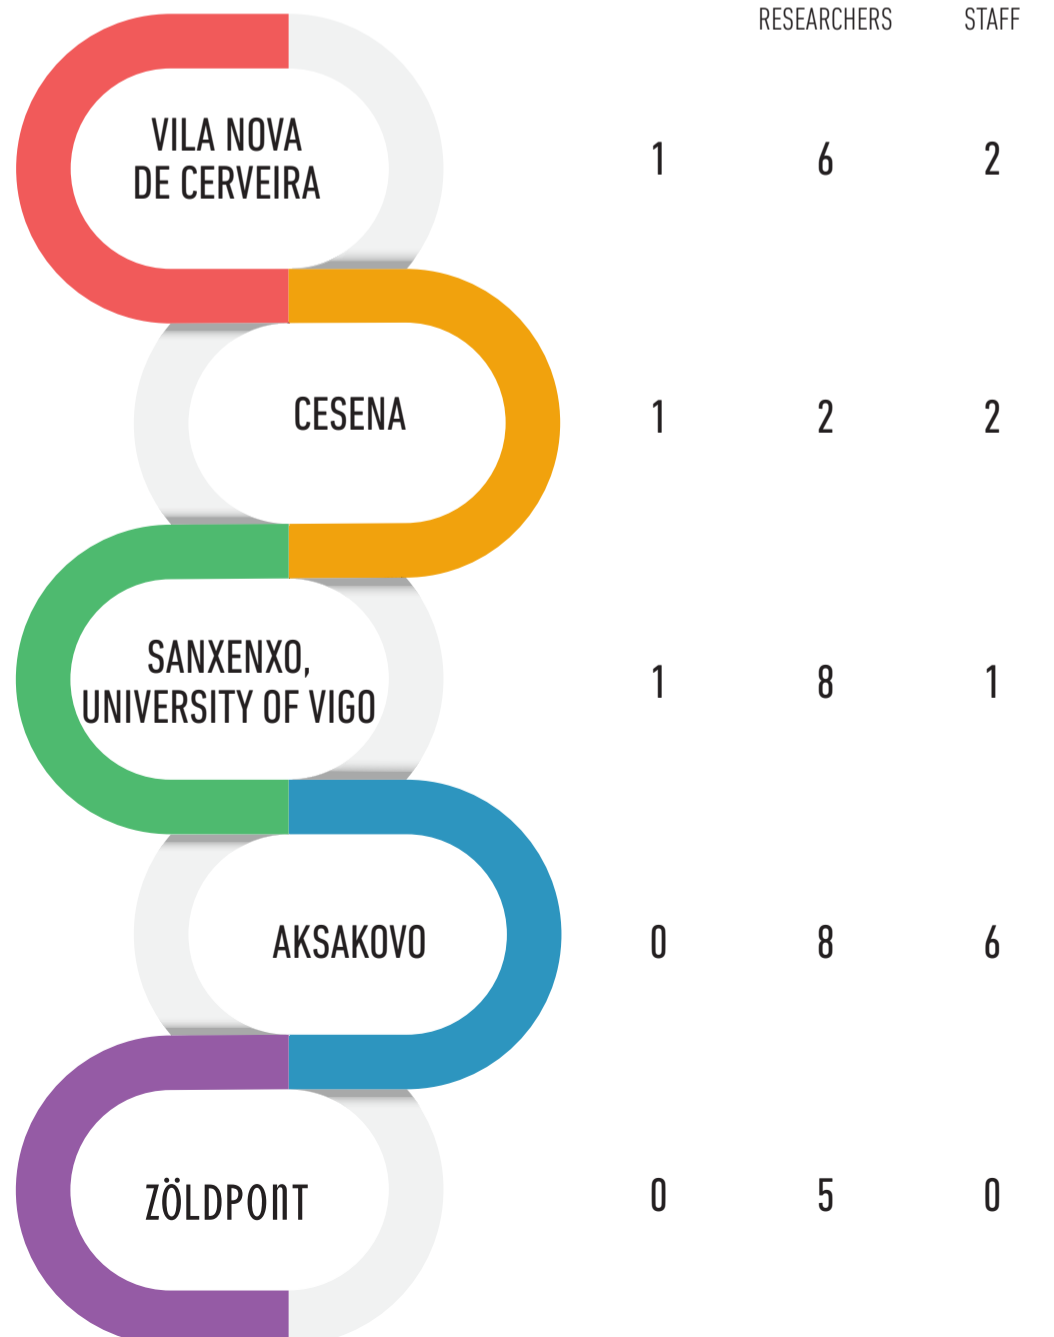 RESEARCHERS STAFF
VILA NOVA
DE CERVEIRA
1 6 2
CESENA
1 2 2
SANXENXO,
UNIVERSITY OF VIGO
1 8 1
AKSAKOVO
0 8 6
ZÖLDPONT
0 5 0